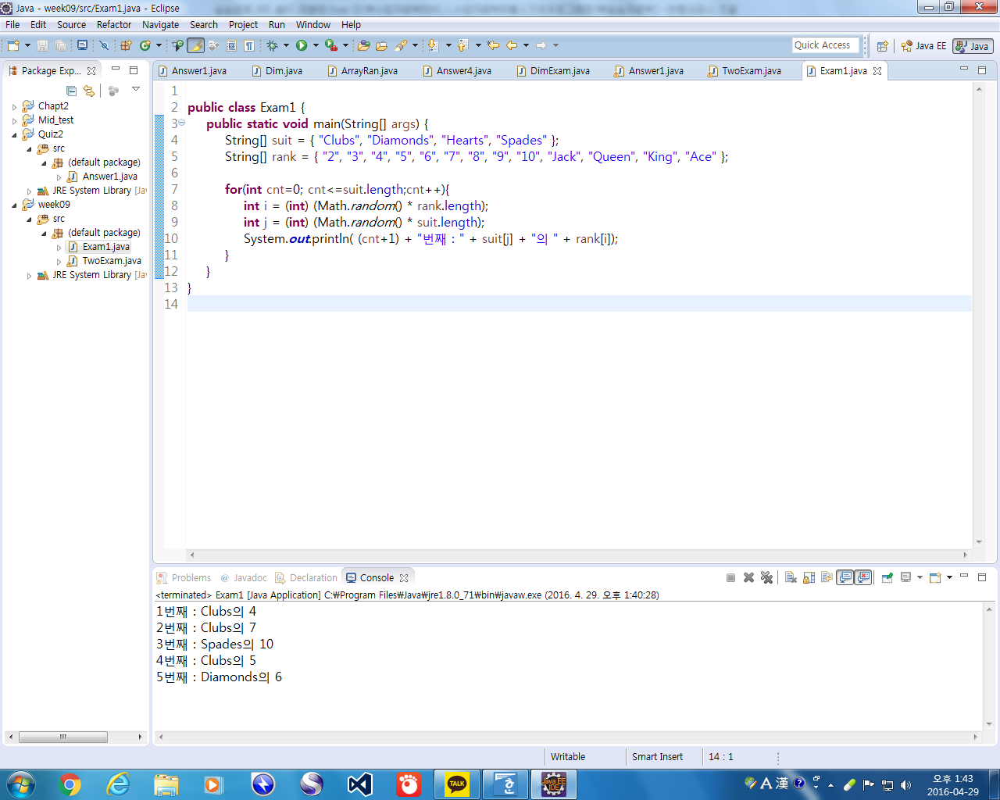 Java - week09/src/Exam1.java - Eclipse
File Edit Source Refactor Navigate Search Project Run Window Help
Quick Access
Java EE
Java
Package Exp...
Answer1.java Dim.java ArrayRan.java Answer4.java DimExam.java Answer1.java TwoExam.java Exam1.java
Chapt2
Mid_test
Quiz2
src
(default package)
Answer1.java
JRE System Library [Ja
week09
src
(default package)
Exam1.java
TwoExam.java
JRE System Library [Ja
1
2 public class Exam1 {
3 public static void main(String[] args) {
4 String[] suit = { "Clubs", "Diamonds", "Hearts", "Spades" };
5 String[] rank = { "2", "3", "4", "5", "6", "7", "8", "9", "10", "Jack", "Queen", "King", "Ace" };
6
7 for(int cnt=0; cnt<=suit.length;cnt++){
8 int i = (int) (Math.random() * rank.length);
9 int j = (int) (Math.random() * suit.length);
10 System.out.println( (cnt+1) + "번째 : " + suit[j] + "의 " + rank[i]);
11 }
12 }
13 }
14
Problems @ Javadoc Declaration Console
<terminated> Exam1 [Java Application] C:₩Program Files₩Java₩jre1.8.0_71₩bin₩javaw.exe (2016. 4. 29. 오후 1:40:28)
1번째 : Clubs의 4
2번째 : Clubs의 7
3번째 : Spades의 10
4번째 : Clubs의 5
5번째 : Diamonds의 6
Writable Smart Insert 14 : 1
TALK
Java EE IDE
A 漢
오후 1:43
2016-04-29